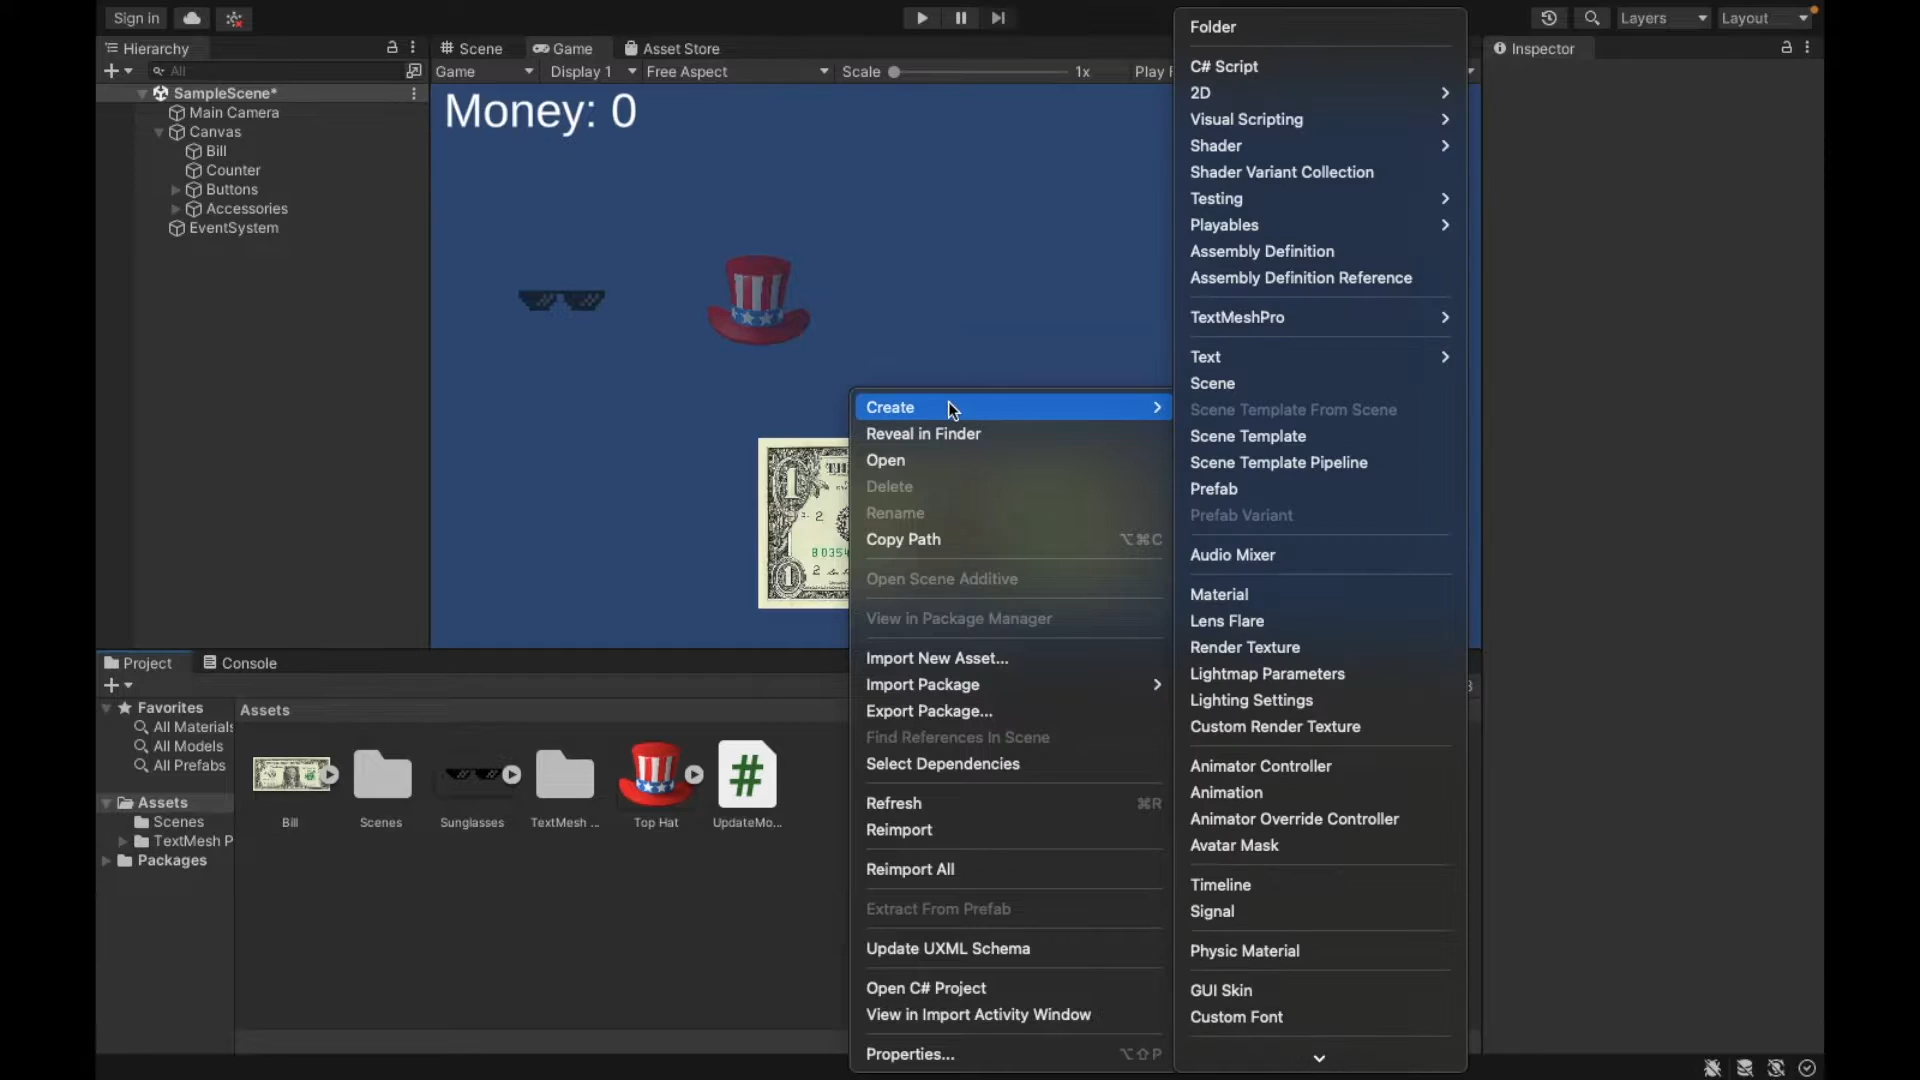 Sign in
Layers
Layout
Hierarchy
Scene
Game
Asset Store
Inspector
All
Game
Display 1
Free Aspect
Scale
1x
Play F
SampleScene*
Main Camera
Canvas
Bill
Counter
Buttons
Accessories
EventSystem
Money: 0
Create
Reveal in Finder
Open
Delete
Rename
Copy Path ⌥⌘C
Open Scene Additive
View in Package Manager
Import New Asset...
Import Package
Export Package...
Find References In Scene
Select Dependencies
Refresh ⌘R
Reimport
Reimport All
Extract From Prefab
Update UXML Schema
Open C# Project
View in Import Activity Window
Properties... ⌥⇧P
Folder
C# Script
2D
Visual Scripting
Shader
Shader Variant Collection
Testing
Playables
Assembly Definition
Assembly Definition Reference
TextMeshPro
Text
Scene
Scene Template From Scene
Scene Template
Scene Template Pipeline
Prefab
Prefab Variant
Audio Mixer
Material
Lens Flare
Render Texture
Lightmap Parameters
Lighting Settings
Custom Render Texture
Animator Controller
Animation
Animator Override Controller
Avatar Mask
Timeline
Signal
Physic Material
GUI Skin
Custom Font
Project
Console
Favorites
All Materials
All Models
All Prefabs
Assets
Scenes
TextMesh P
Packages
Assets
Bill
Scenes
Sunglasses
TextMesh ...
Top Hat
UpdateMo...